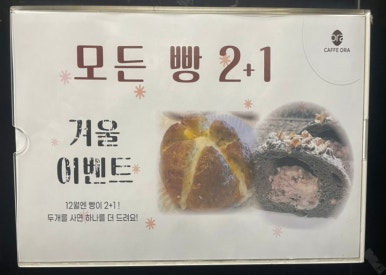 모든 빵 2+1
CAFFE ORA
겨울
이벤트
12월엔 빵이 2+1 !
두개를 사면 하나를 더 드려요!